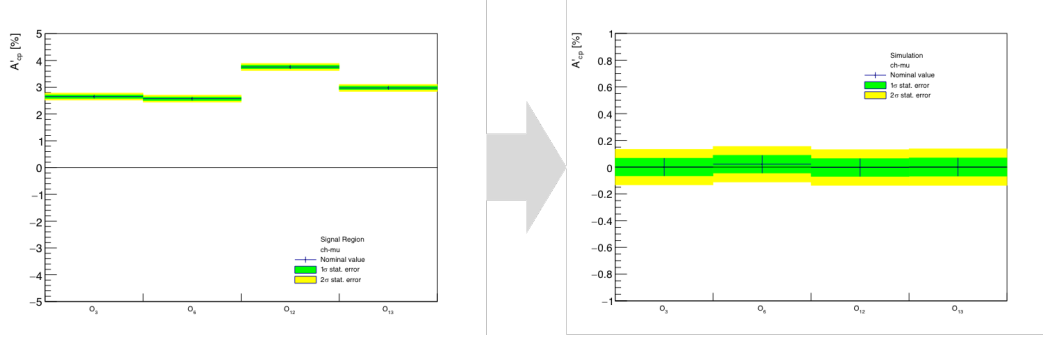 A'cp [%]
5
4
3
2
1
0
−1
−2
−3
−4
−5
Signal Region
ch-mu
Nominal value
1σ stat. error
2σ stat. error
O3
O6
O12
O13
A'cp [%]
1
0.8
0.6
0.4
0.2
0
−0.2
−0.4
−0.6
−0.8
−1
Simulation
ch-mu
Nominal value
1σ stat. error
2σ stat. error
O3
O6
O12
O13